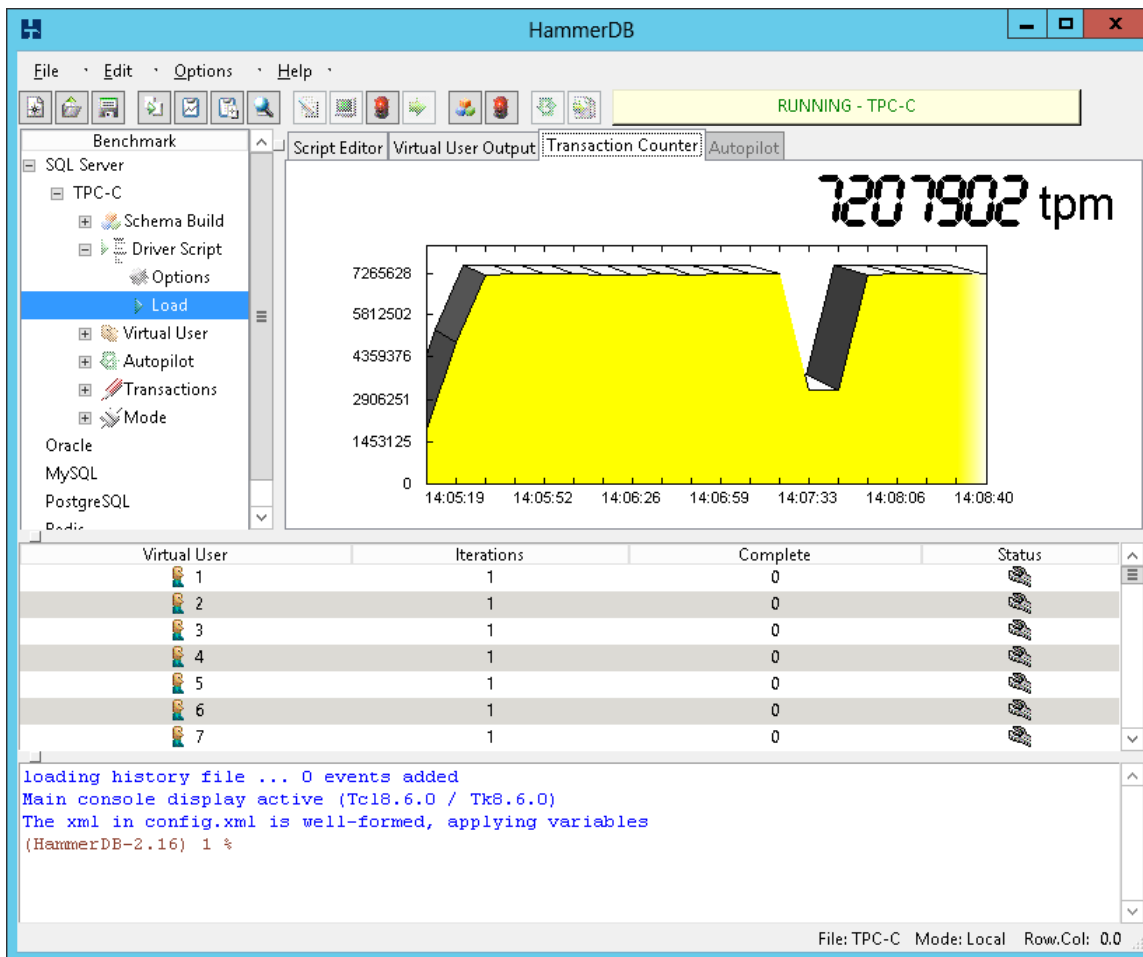 HammerDB
File Edit Options Help
RUNNING - TPC-C
Benchmark
SQL Server
TPC-C
Schema Build
Driver Script
Options
Load
Virtual User
Autopilot
Transactions
Mode
Oracle
MySQL
PostgreSQL
Redis
Script Editor Virtual User Output Transaction Counter Autopilot
7207902 tpm
7265628
5812502
4359376
2906251
1453125
0
14:05:19 14:05:52 14:06:26 14:06:59 14:07:33 14:08:06 14:08:40
Virtual User Iterations Complete Status
1 1 0
2 1 0
3 1 0
4 1 0
5 1 0
6 1 0
7 1 0
loading history file ... 0 events added
Main console display active (Tcl8.6.0 / Tk8.6.0)
The xml in config.xml is well-formed, applying variables
(HammerDB-2.16) 1 %
File: TPC-C Mode: Local Row.Col: 0.0